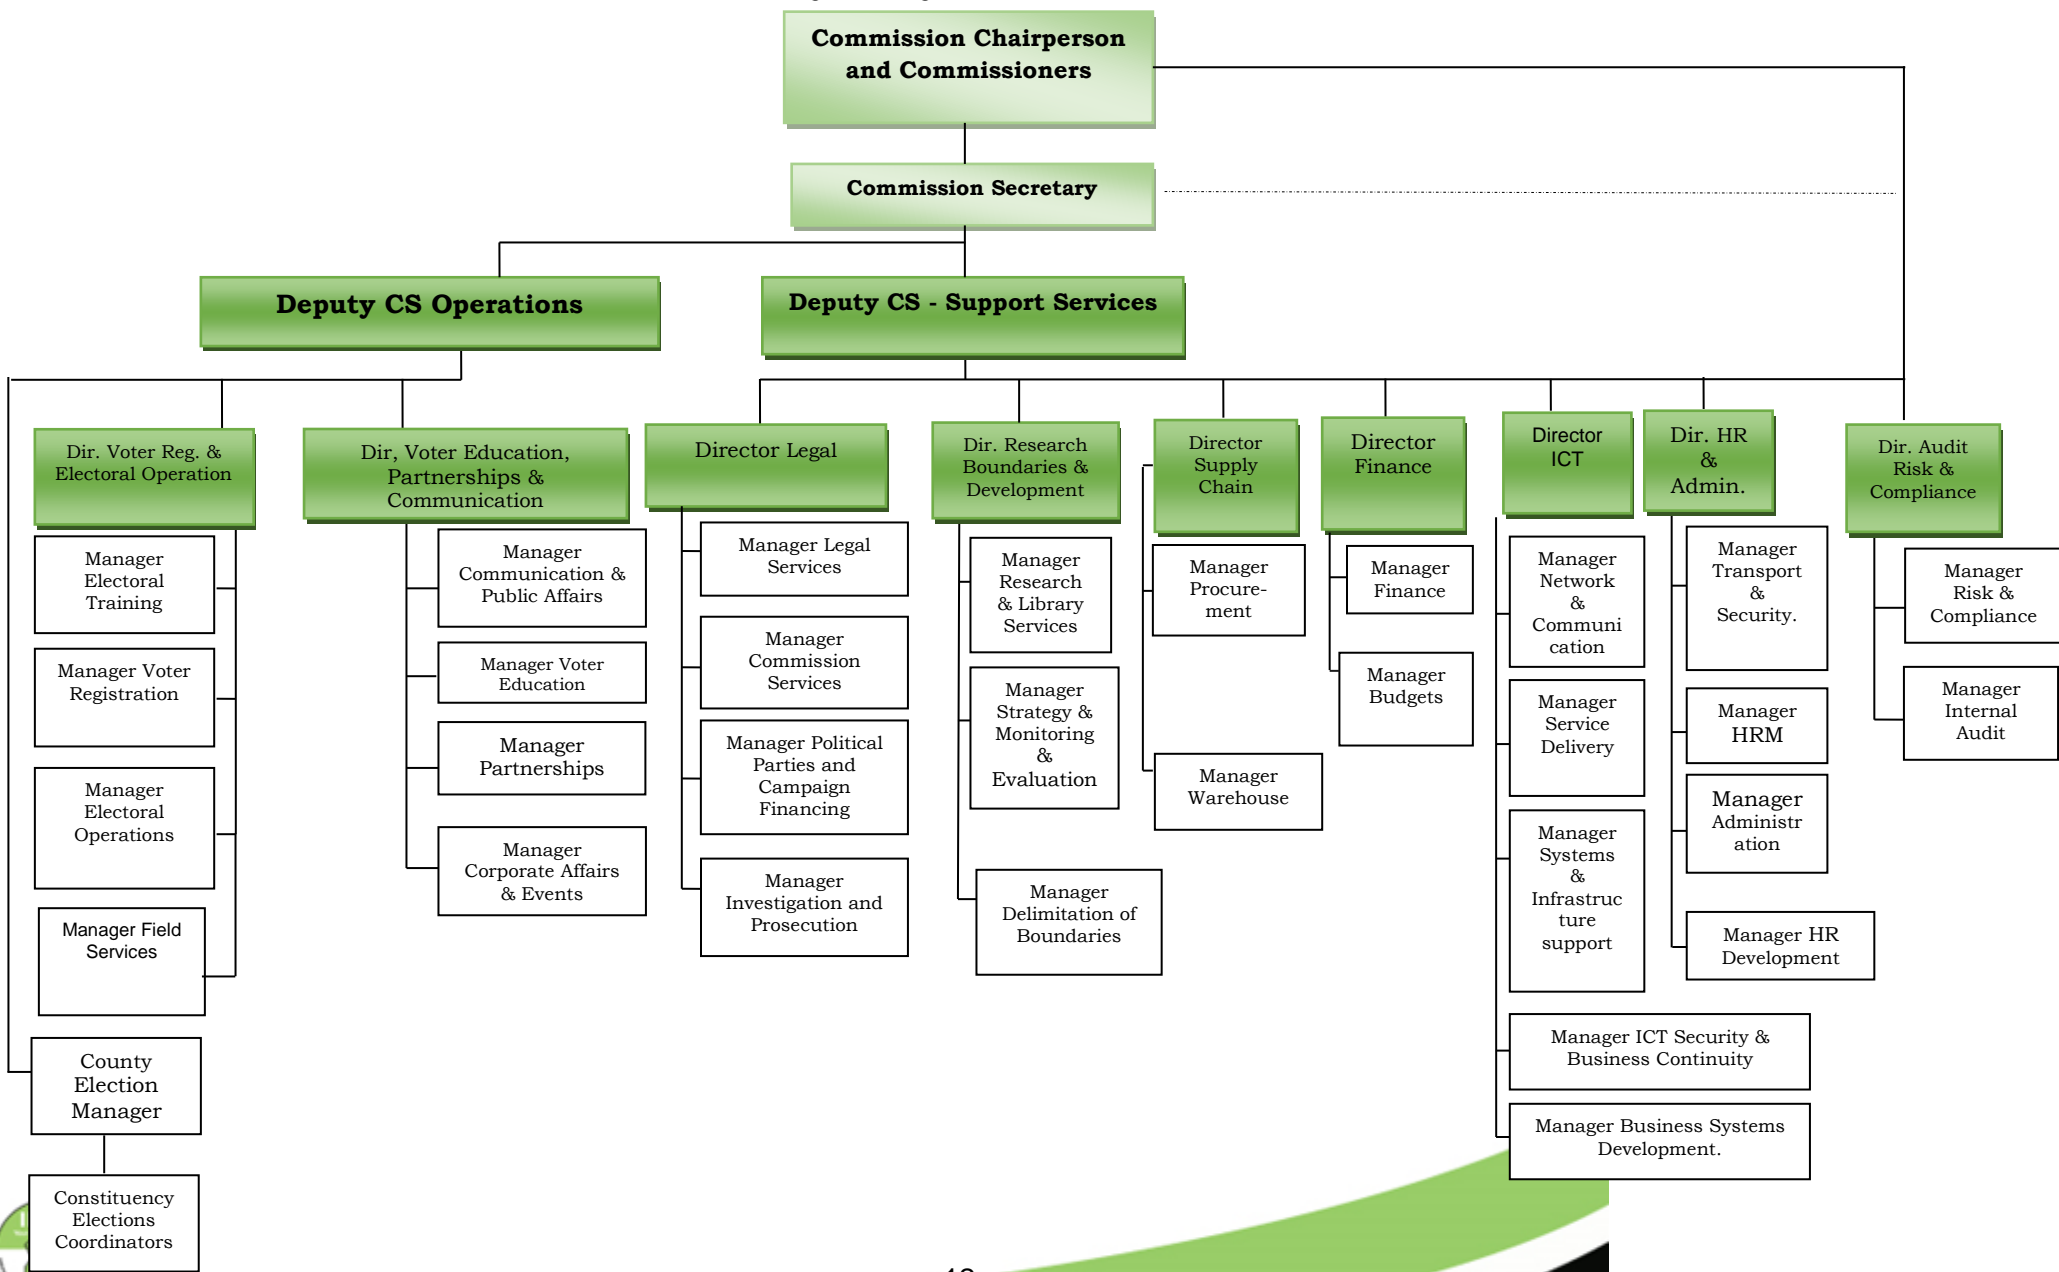 Commission Chairperson
and Commissioners
Commission Secretary
Deputy CS Operations
Deputy CS - Support Services
Dir. Voter Reg. &
Electoral Operation
Manager
Electoral
Training
Manager Voter
Registration
Manager
Electoral
Operations
Manager Field
Services
County
Election
Manager
Constituency
Elections
Coordinators
Dir, Voter Education,
Partnerships &
Communication
Manager
Communication &
Public Affairs
Manager Voter
Education
Manager
Partnerships
Manager
Corporate Affairs
& Events
Director Legal
Manager Legal
Services
Manager
Commission
Services
Manager Political
Parties and
Campaign
Financing
Manager
Investigation and
Prosecution
Dir. Research
Boundaries &
Development
Manager
Research
& Library
Services
Manager
Strategy &
Monitoring
&
Evaluation
Manager
Delimitation of
Boundaries
Director
Supply
Chain
Manager
Procure-
ment
Manager
Warehouse
Director
Finance
Manager
Finance
Manager
Budgets
Director
ICT
Manager
Network
&
Communi
cation
Manager
Service
Delivery
Manager
Systems
&
Infrastruc
ture
support
Manager ICT Security &
Business Continuity
Manager Business Systems
Development.
Dir. HR
&
Admin.
Manager
Transport
&
Security.
Manager
HRM
Manager
Administr
ation
Manager HR
Development
Dir. Audit
Risk &
Compliance
Manager
Risk &
Compliance
Manager
Internal
Audit